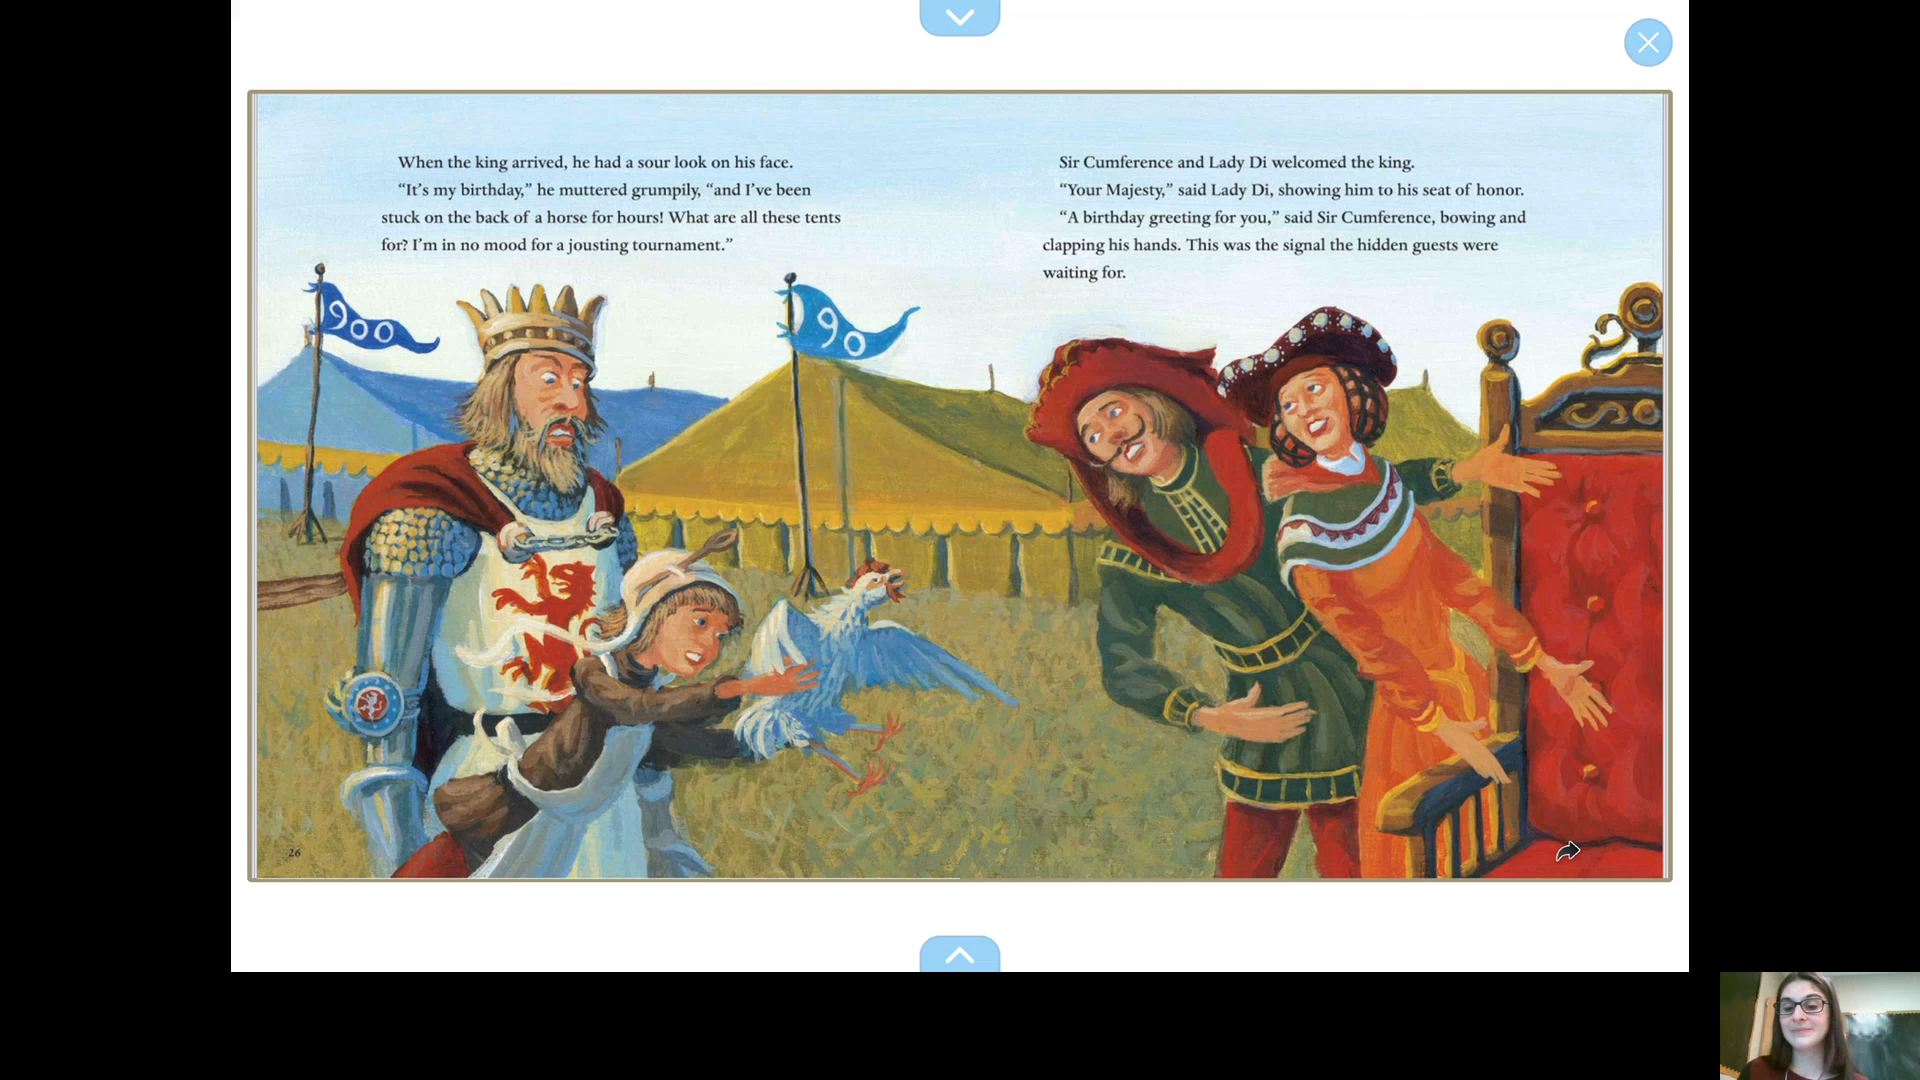 When the king arrived, he had a sour look on his face.
“It’s my birthday,” he muttered grumpily, “and I’ve been
stuck on the back of a horse for hours! What are all these tents
for? I’m in no mood for a jousting tournament.”
Sir Cumference and Lady Di welcomed the king.
“Your Majesty,” said Lady Di, showing him to his seat of honor.
“A birthday greeting for you,” said Sir Cumference, bowing and
clapping his hands. This was the signal the hidden guests were
waiting for.
900
90
26